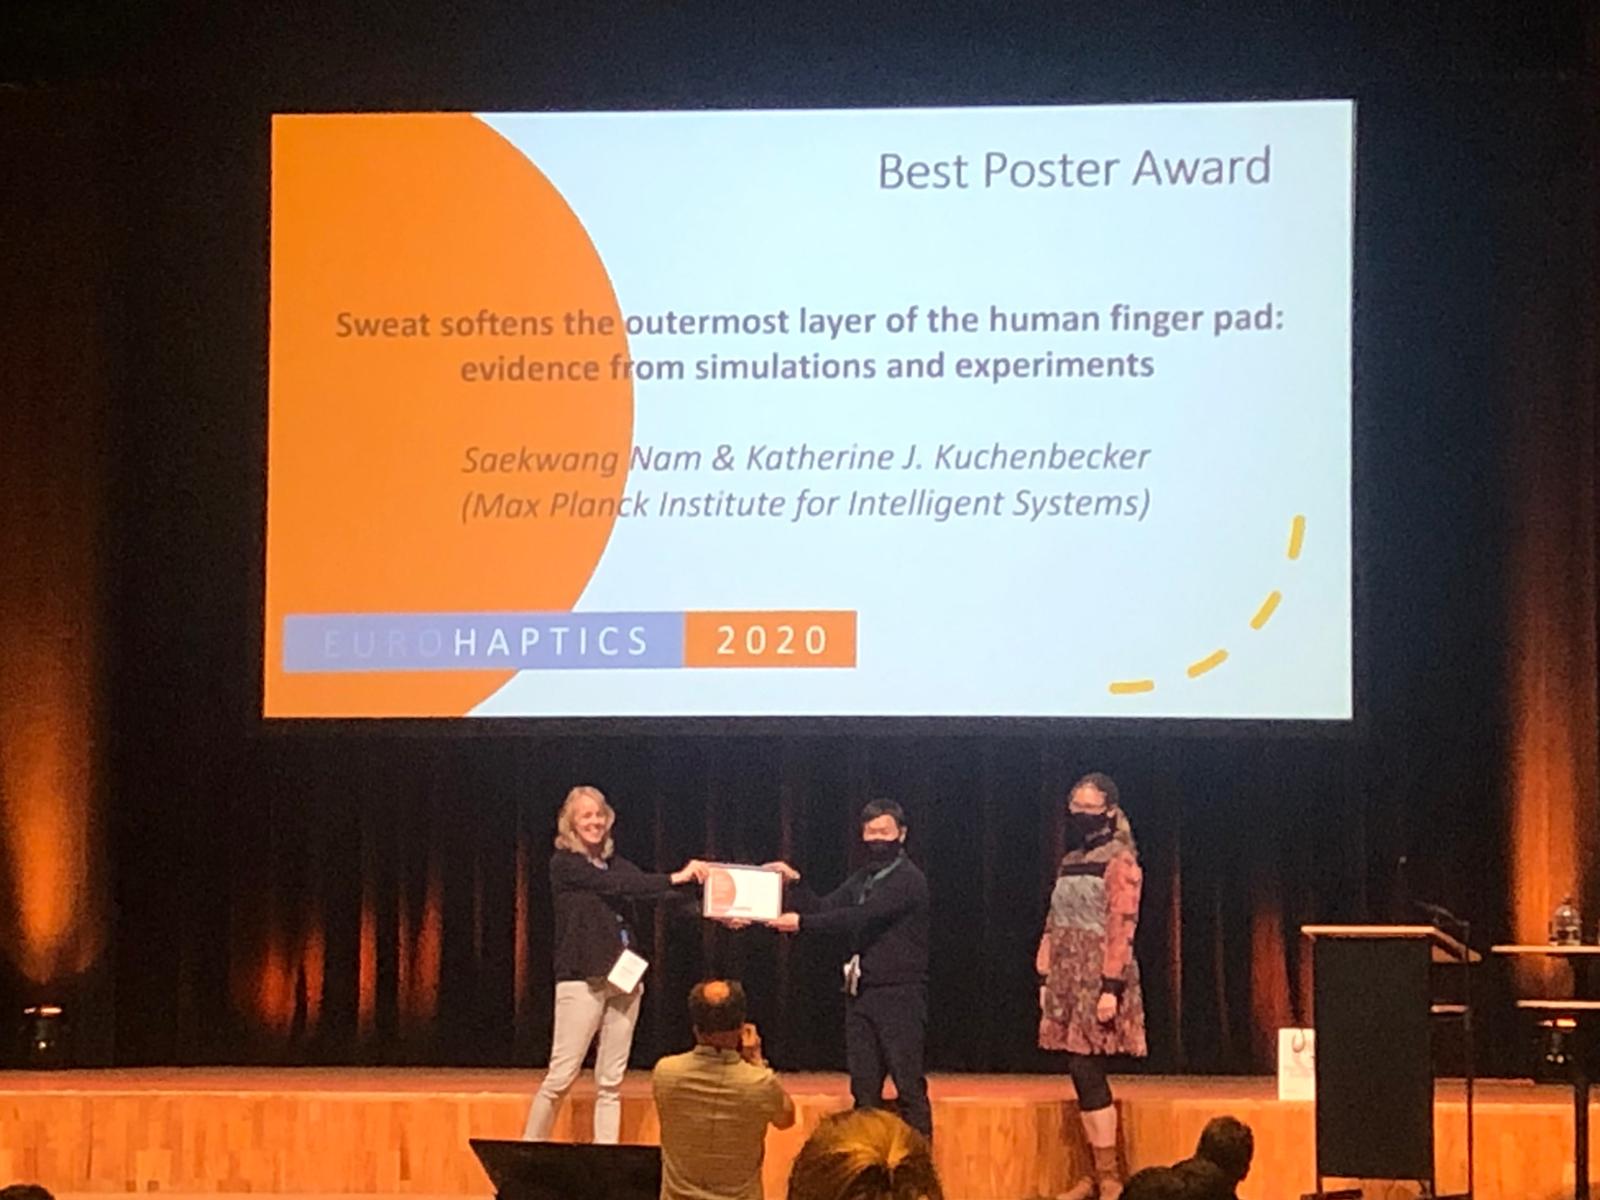 Best Poster Award
Sweat softens the outermost layer of the human finger pad:
evidence from simulations and experiments
Saekwang Nam & Katherine J. Kuchenbecker
(Max Planck Institute for Intelligent Systems)
EUROHAPTICS 2020